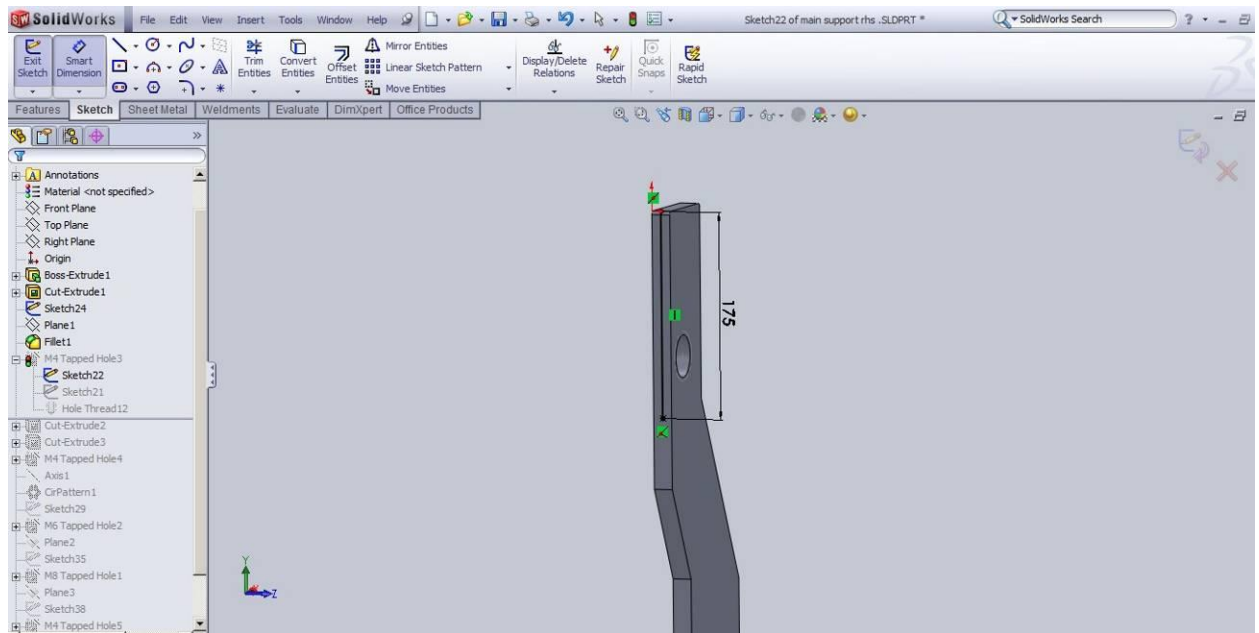 SolidWorks File Edit View Insert Tools Window Help Sketch22 of main support rhs .SLDPRT * SolidWorks Search ?
Exit Sketch
Smart Dimension
Trim Entities
Convert Entities
Offset Entities
Mirror Entities
Linear Sketch Pattern
Move Entities
Display/Delete Relations
Repair Sketch
Quick Snaps
Rapid Sketch
Features Sketch Sheet Metal Weldments Evaluate DimXpert Office Products
Annotations
Material <not specified>
Front Plane
Top Plane
Right Plane
Origin
Boss-Extrude1
Cut-Extrude1
Sketch24
Plane1
Fillet1
M4 Tapped Hole3
Sketch22
Sketch21
Hole Thread12
Cut-Extrude2
Cut-Extrude3
M4 Tapped Hole4
Axis1
CirPattern1
Sketch29
M6 Tapped Hole2
Plane2
Sketch35
M8 Tapped Hole1
Plane3
Sketch38
M4 Tapped Hole5
175
Y
Z